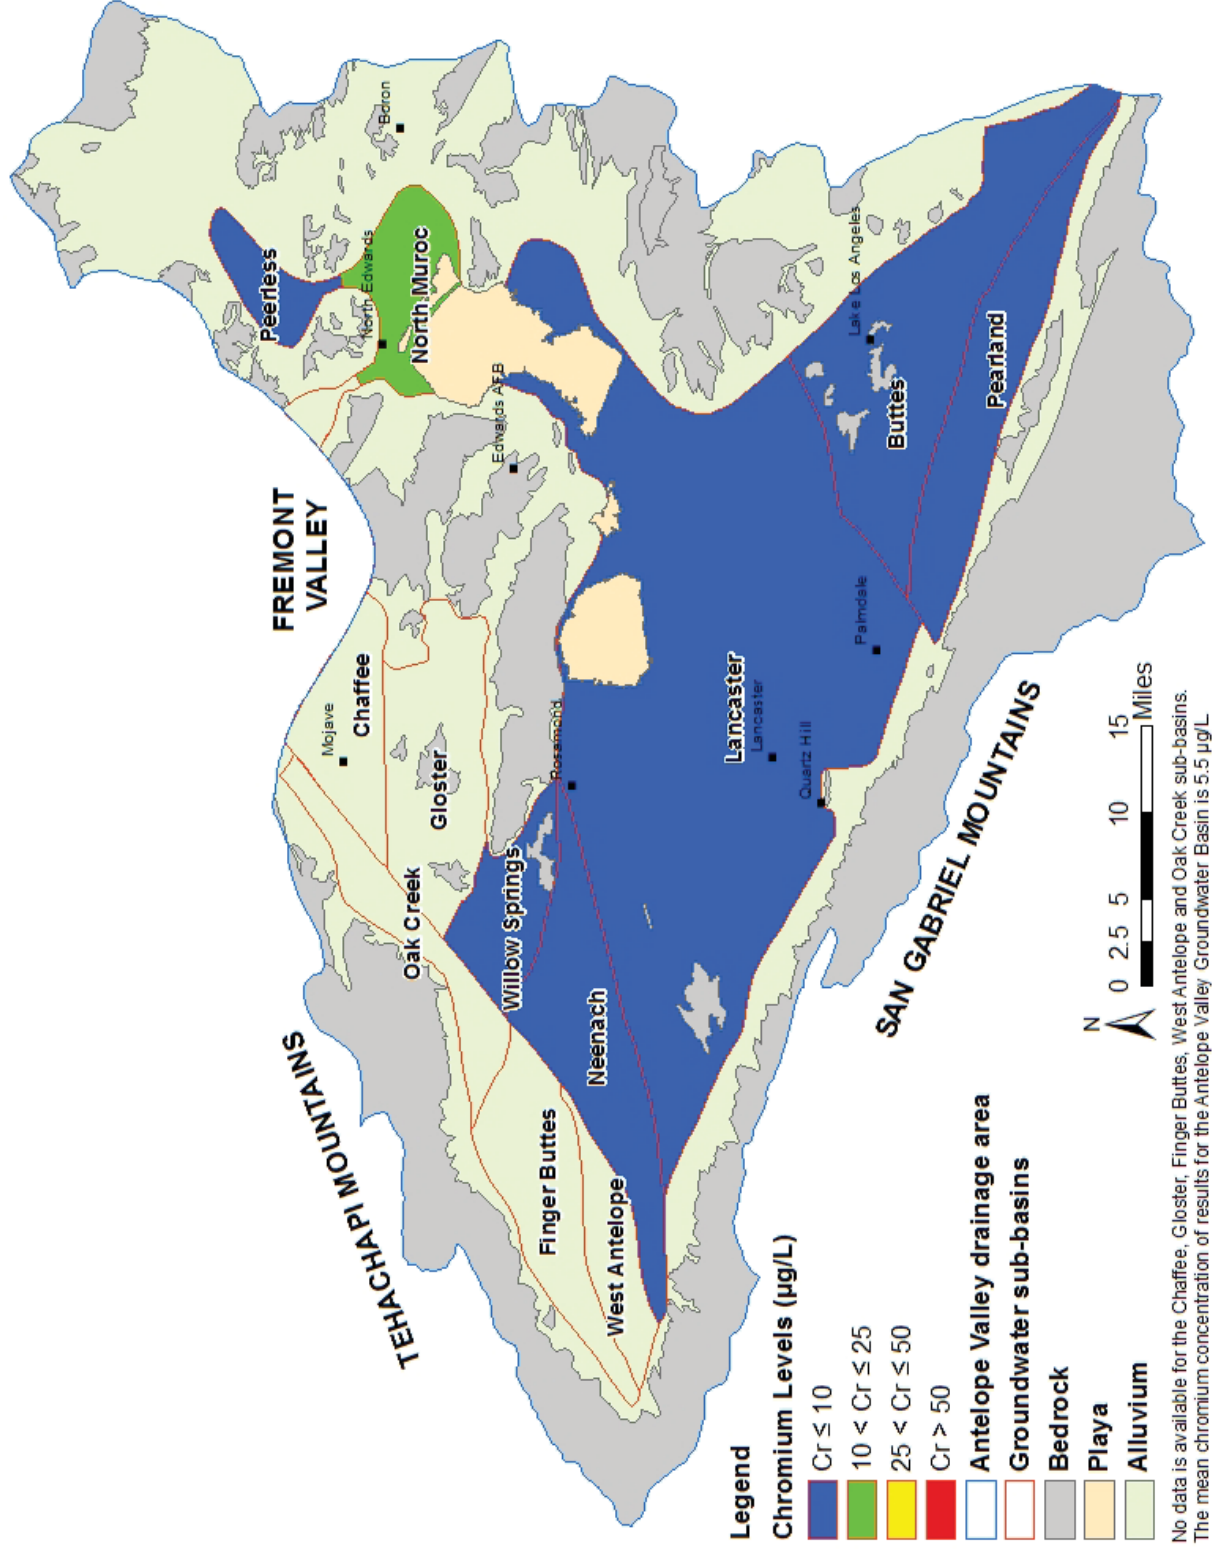 TEHACHAPI MOUNTAINS
FREMONT
VALLEY
SAN GABRIEL MOUNTAINS
Peerless
North Edwards
North Muroc
Boron
Edwards AFB
Mojave
Chaffee
Gloster
Oak Creek
Willow Springs
Rosamond
Finger Buttes
West Antelope
Neenach
Lancaster
Lancaster
Quartz Hill
Palmdale
Lake Los Angeles
Buttes
Pearland
Legend
Chromium Levels (µg/L)
Cr ≤ 10
10 < Cr ≤ 25
25 < Cr ≤ 50
Cr > 50
Antelope Valley drainage area
Groundwater sub-basins
Bedrock
Playa
Alluvium
N
0 2.5 5 10 15
Miles
No data is available for the Chaffee, Gloster, Finger Buttes, West Antelope and Oak Creek sub-basins.
The mean chromium concentration of results for the Antelope Valley Groundwater Basin is 5.5 µg/L